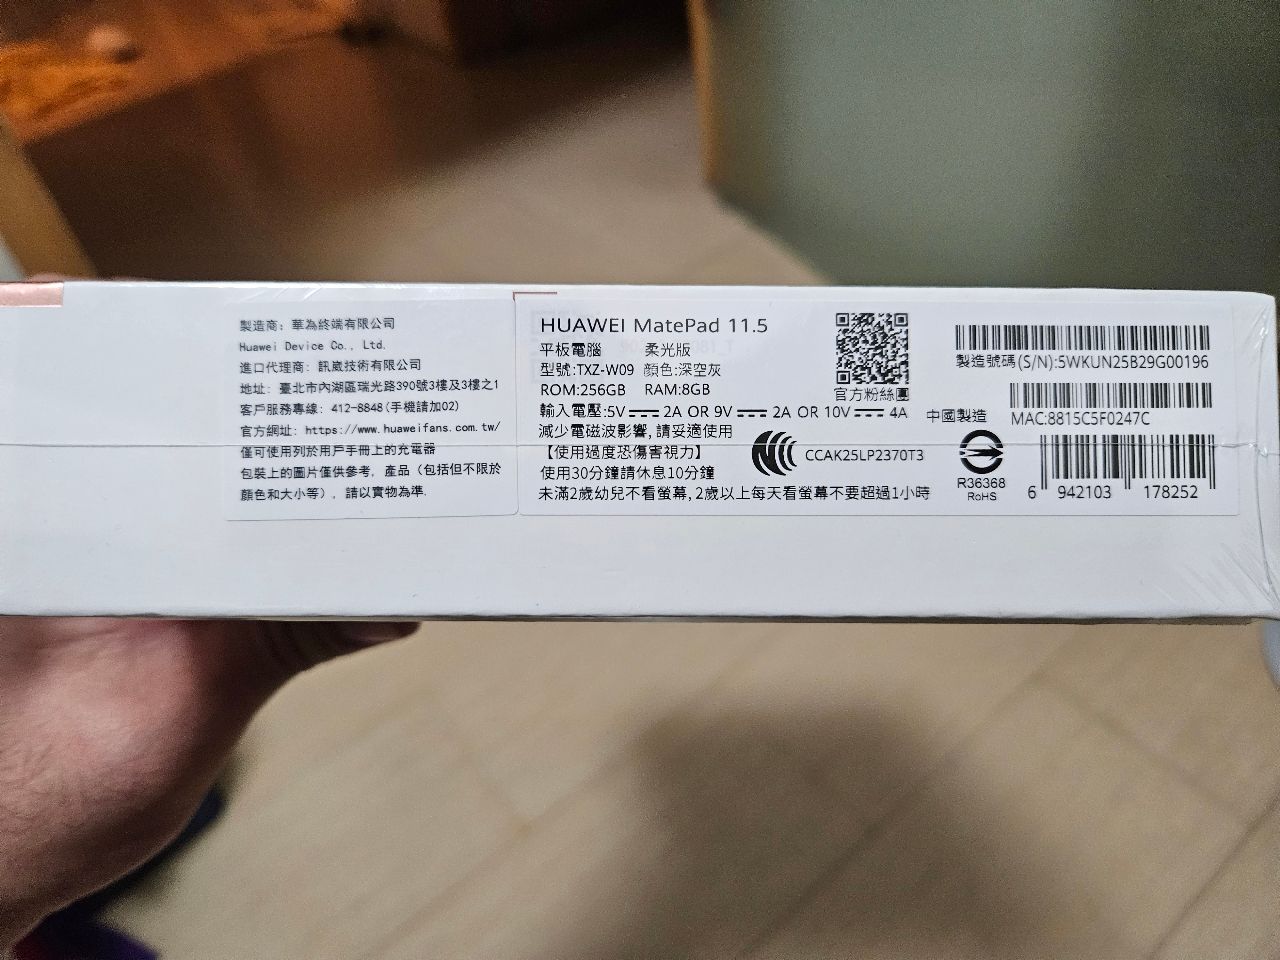 製造商: 華為終端有限公司
Huawei Device Co., Ltd.
進口代理商: 訊崴技術有限公司
地址: 臺北市內湖區瑞光路390號3樓及3樓之1
客戶服務專線: 412-8848(手機請加02)
官方網址: https://www.huaweifans.com.tw/
僅可使用列於用戶手冊上的充電器
包裝上的圖片僅供參考, 產品（包括但不限於
顏色和大小等）, 請以實物為準.
HUAWEI MatePad 11.5
平板電腦 柔光版
型號:TXZ-W09 顏色:深空灰
ROM:256GB RAM:8GB
輸入電壓:5V 2A OR 9V 2A OR 10V 4A
減少電磁波影響,請妥適使用
【使用過度恐傷害視力】
使用30分鐘請休息10分鐘
未滿2歲幼兒不看螢幕,2歲以上每天看螢幕不要超過1小時
官方粉絲團
CCAK25LP2370T3
製造號碼(S/N):5WKUN25B29G00196
中國製造
MAC:8815C5F0247C
R36368
RoHS
6 942103 178252